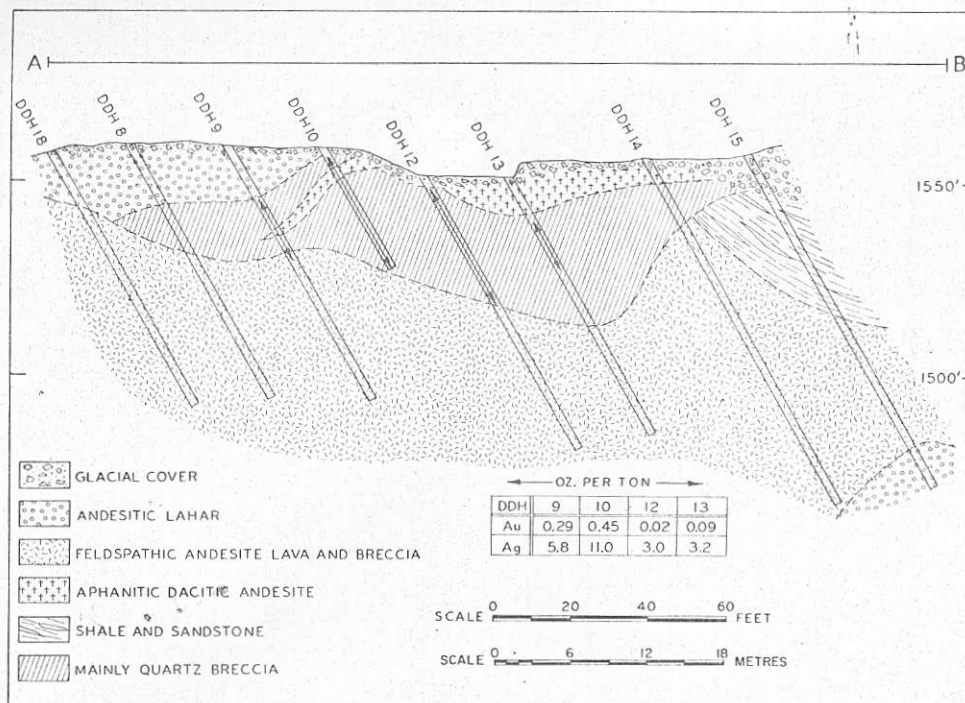 A
B
DDH 18
DDH 8
DDH 9
DDH 10
DDH 12
DDH 13
DDH 14
DDH 15
1550'
1500'
GLACIAL COVER
ANDESITIC LAHAR
FELDSPATHIC ANDESITE LAVA AND BRECCIA
APHANITIC DACITIC ANDESITE
SHALE AND SANDSTONE
MAINLY QUARTZ BRECCIA
OZ. PER TON
DDH 9 10 12 13
Au 0.29 0.45 0.02 0.09
Ag 5.8 11.0 3.0 3.2
0 20 40 60
SCALE FEET
0 6 12 18
SCALE METRES